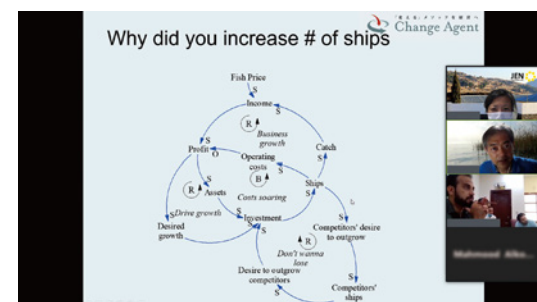 Change Agent
Why did you increase # of ships
JEN
Fish Price
S
Income
S
S
R
Business
growth
S
Profit
O
Operating
costs
S
Catch
S
S
B
Ships
S
S
R
Assets
Costs soaring
S
S
S
Drive growth
Investment
S
S
S
Competitors' desire
to outgrow
Desired
growth
R
Don't wanna
lose
Desire to outgrow
competitors
S
Competitors'
ships
S